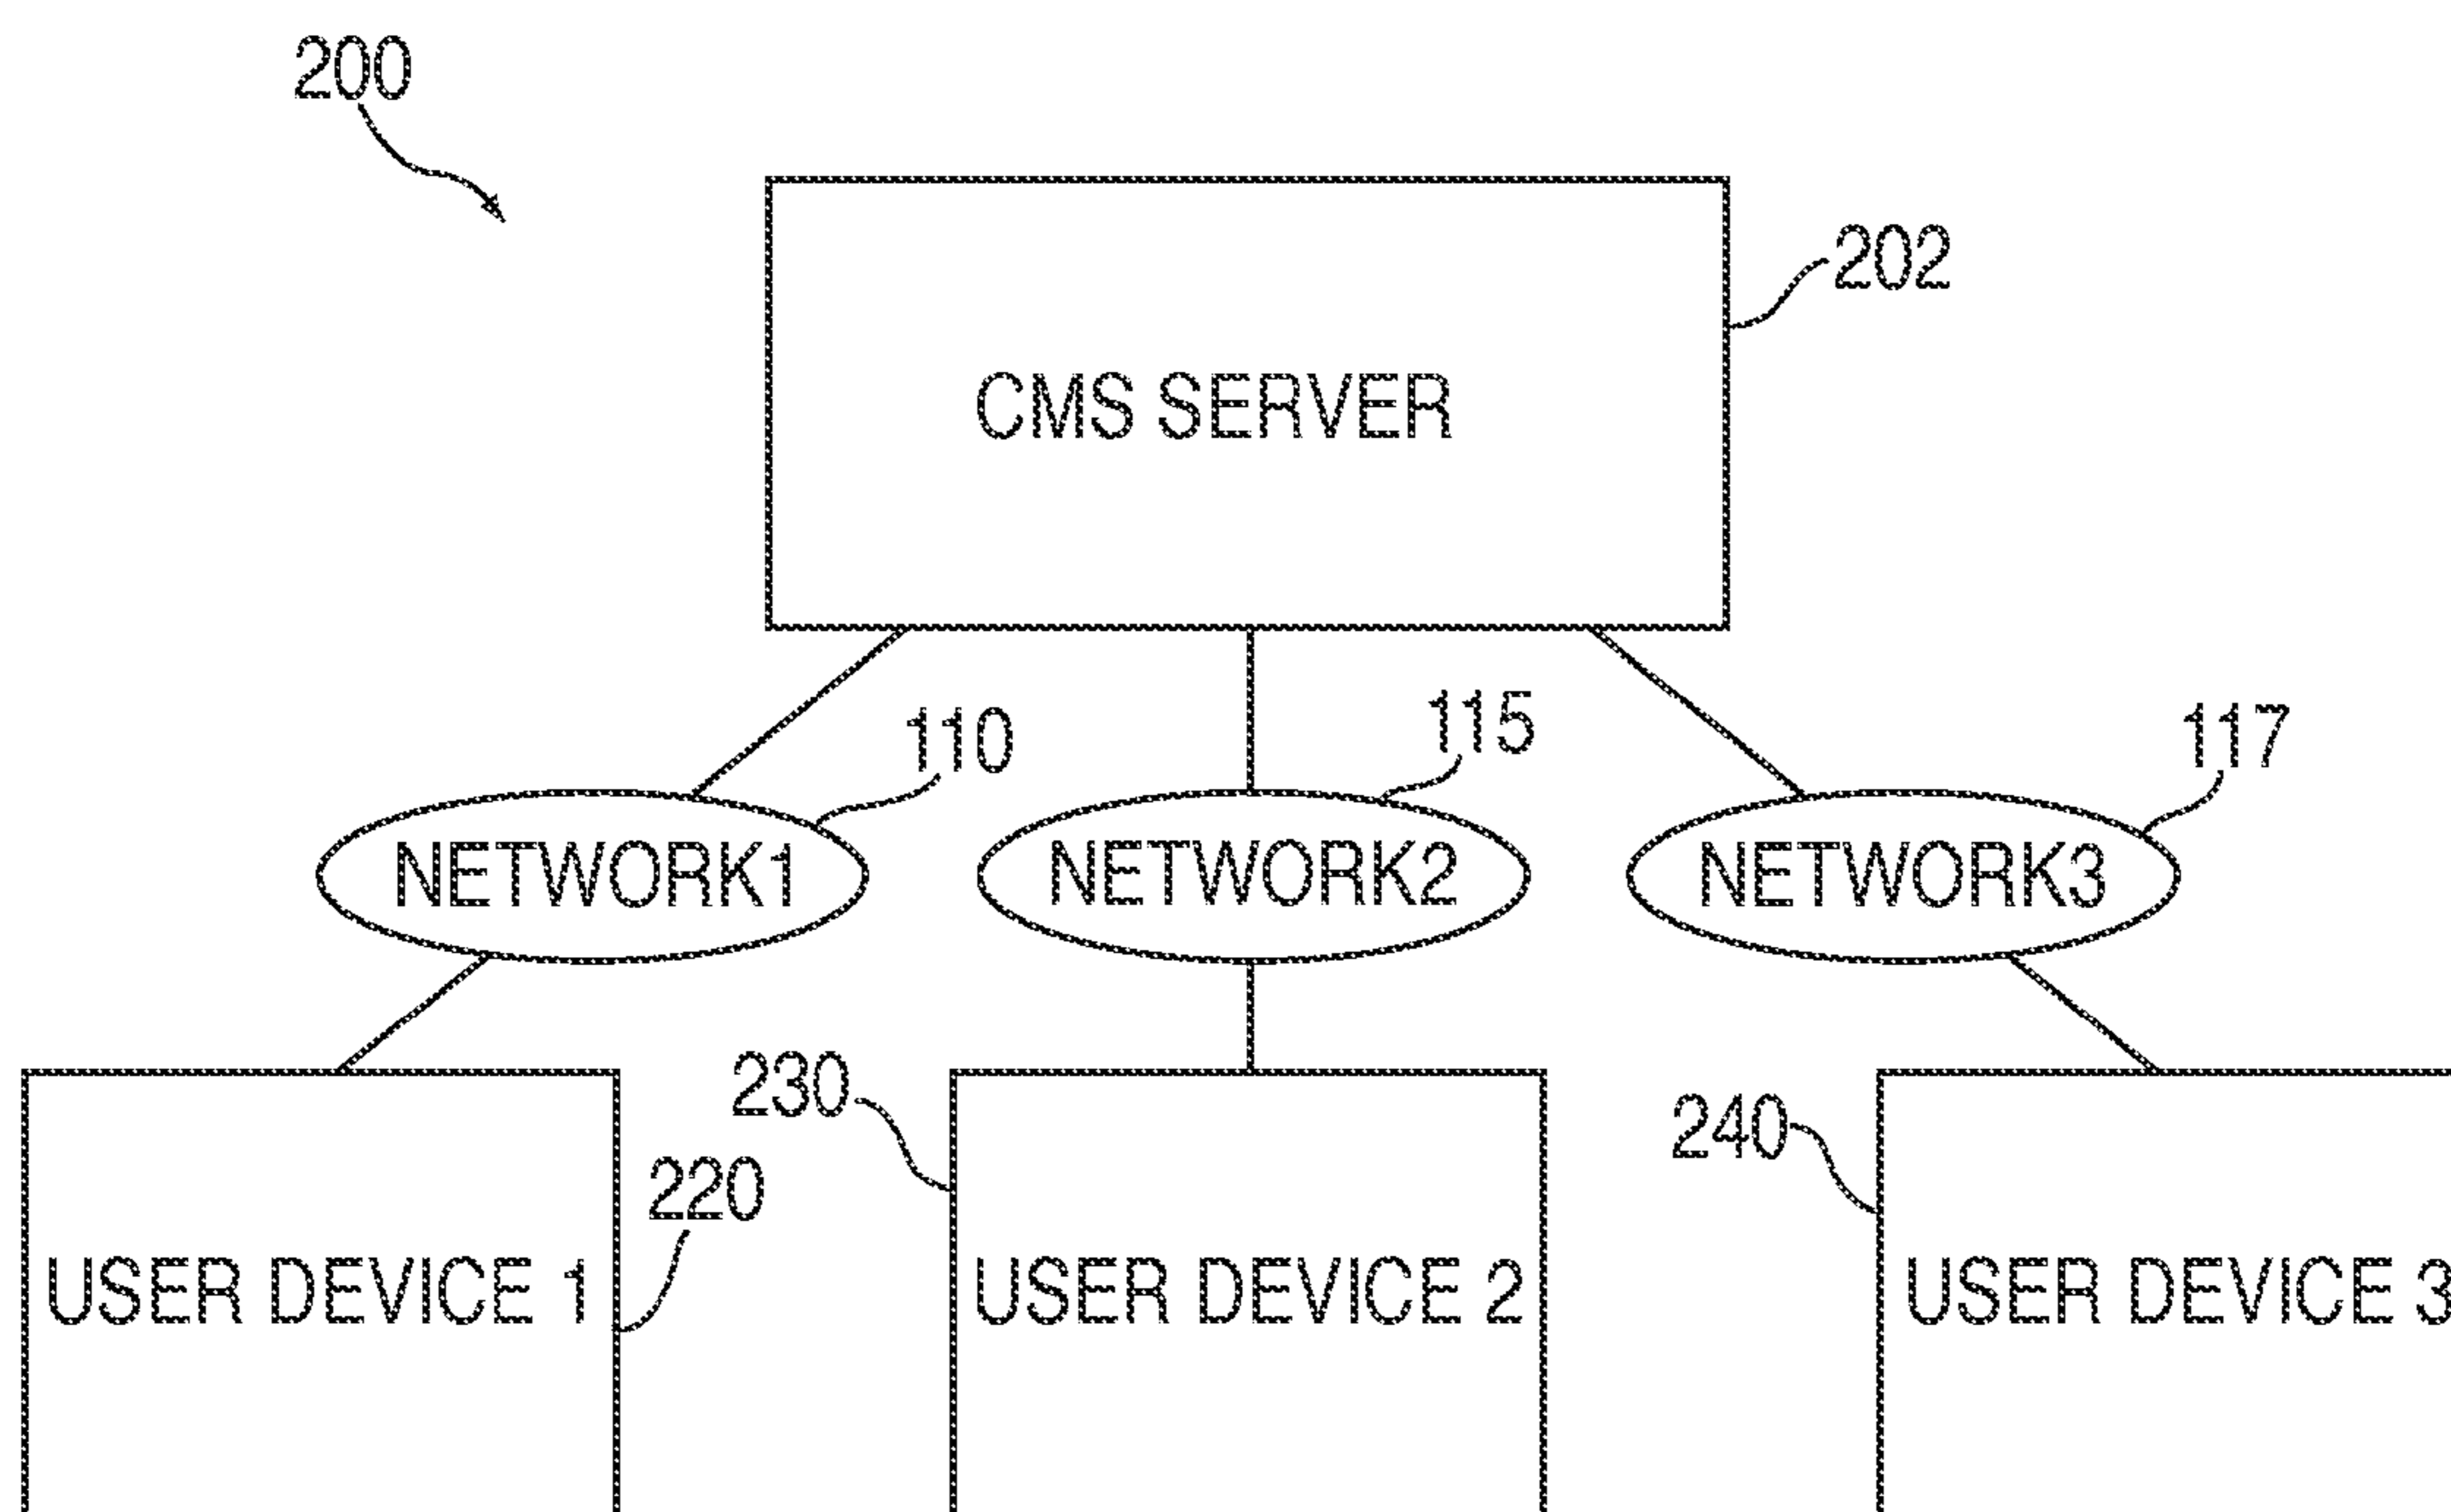 200
202
CMS SERVER
110
115
117
NETWORK1
NETWORK2
NETWORK3
230
240
220
USER DEVICE 1
USER DEVICE 2
USER DEVICE 3